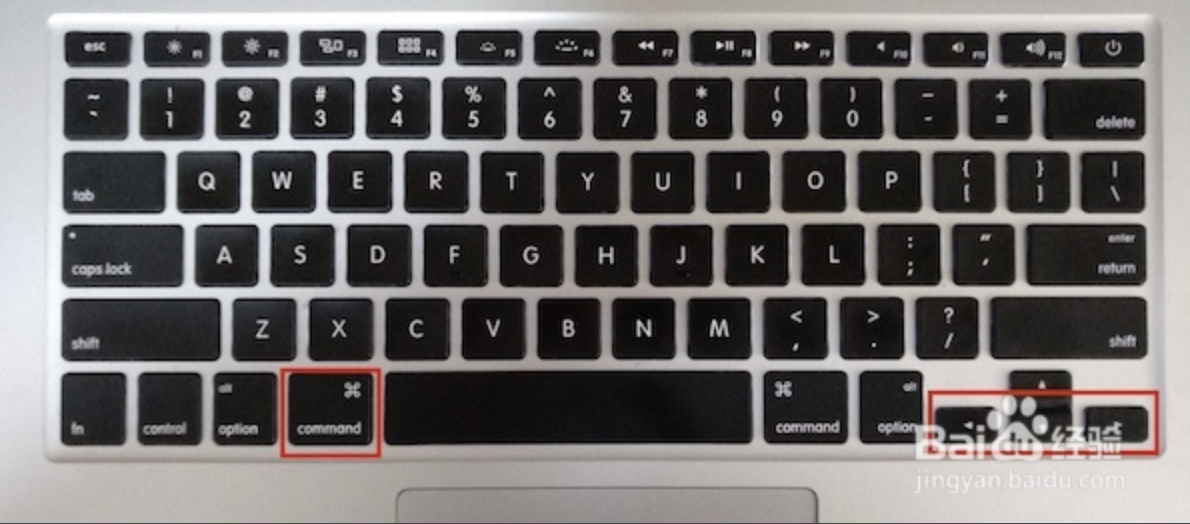 esc F1 F2 F3 F4 F5 F6 F7 F8 F9 F10 F11 F12
~ ! @ # $ % ^ & * ( ) – +
` 1 2 3 4 5 6 7 8 9 0 - = delete
tab Q W E R T Y U I O P { [ } ] | \
caps lock A S D F G H J K L : ; " ' enter return
shift Z X C V B N M < , > . ? / shift
fn control alt option ⌘ command ⌘ command alt option
Bai du 经验
jingyan.baidu.com